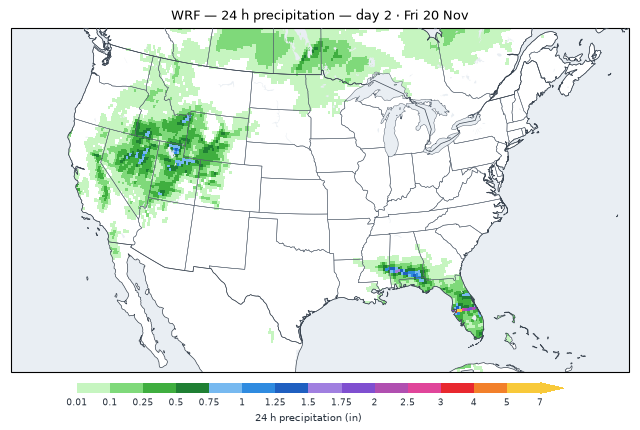 WRF — 24 h precipitation — day 2 · Fri 20 Nov
0.01 0.1 0.25 0.5 0.75 1 1.25 1.5 1.75 2 2.5 3 4 5 7
24 h precipitation (in)